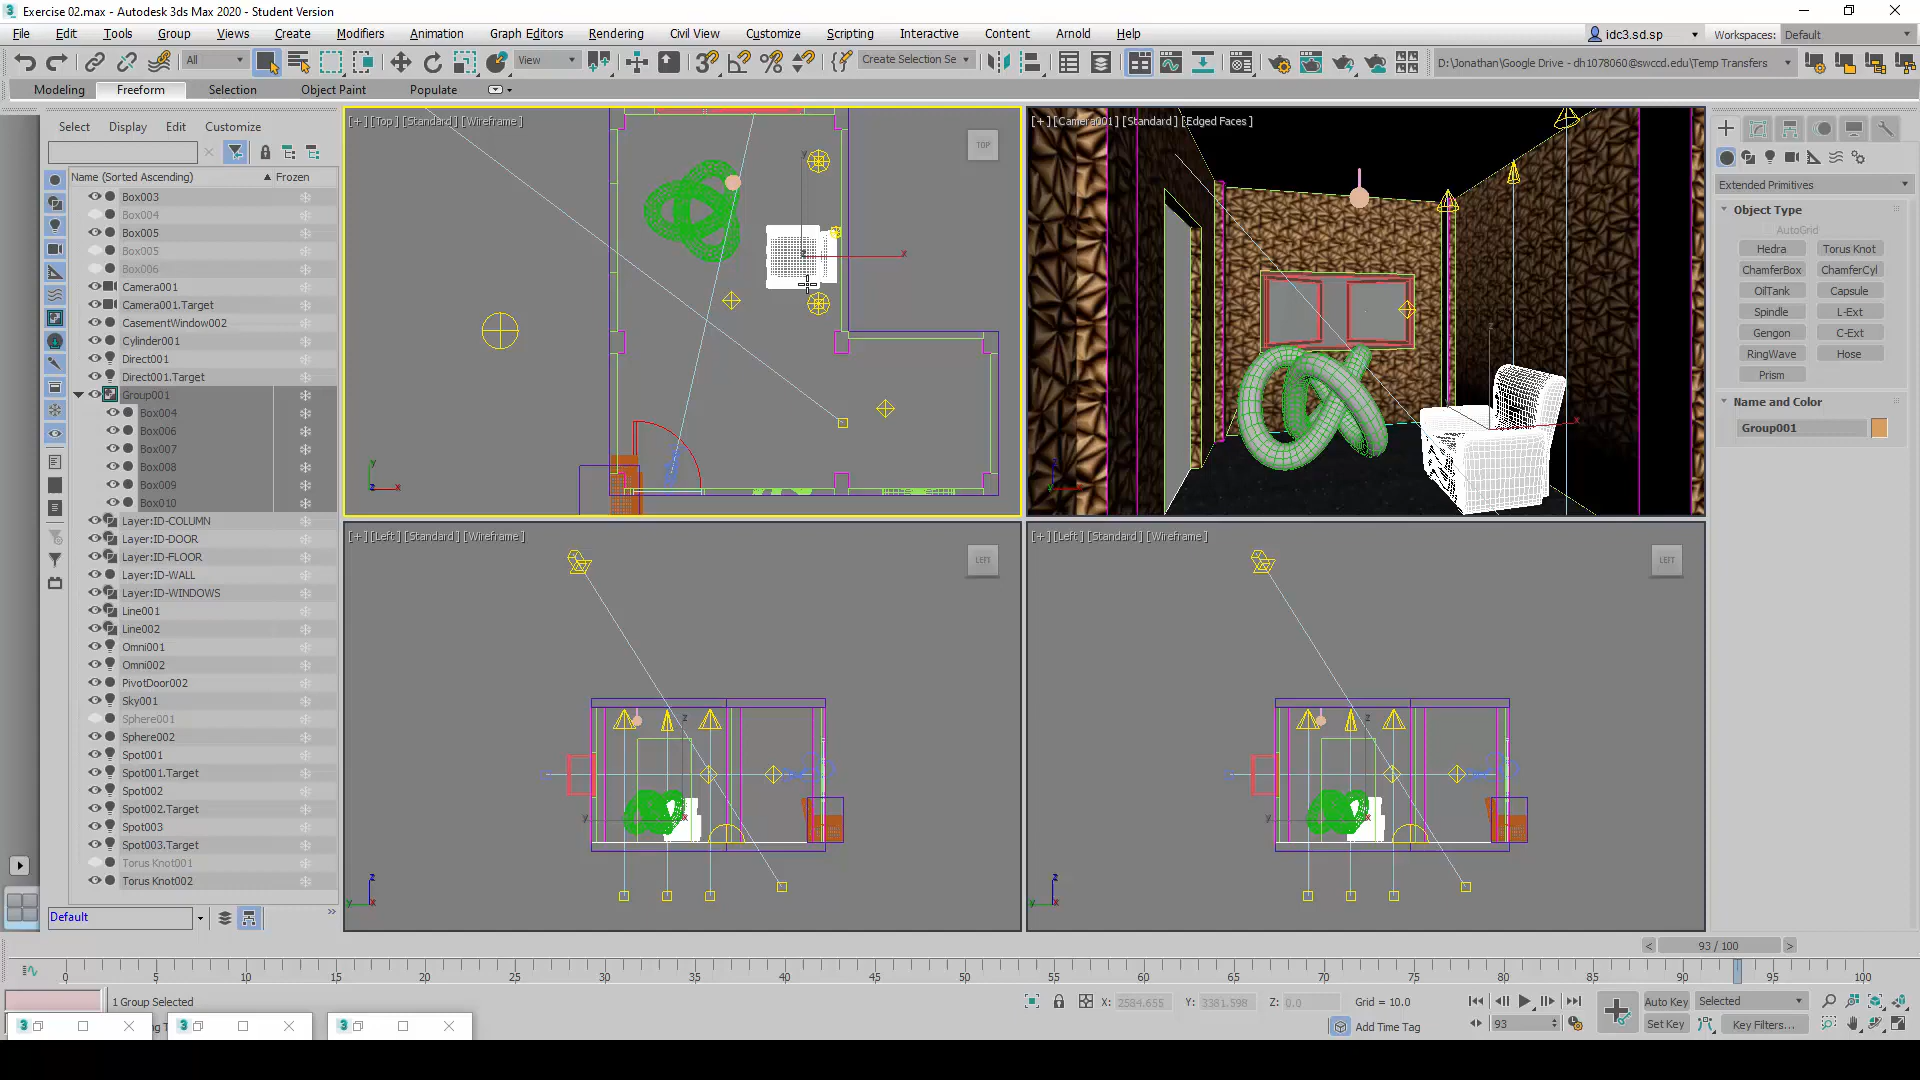 Exercise 02.max - Autodesk 3ds Max 2020 - Student Version
File Edit Tools Group Views Create Modifiers Animation Graph Editors Rendering Civil View Customize Scripting Interactive Content Arnold Help idc3.sd.sp Workspaces: Default
All View Create Selection Se D:\Jonathan\Google Drive - dh1078060@swccd.edu\Temp Transfers
Modeling Freeform Selection Object Paint Populate
Select Display Edit Customize
Name (Sorted Ascending) Frozen
Box003
Box004
Box005
Box005
Box006
Camera001
Camera001.Target
CasementWindow002
Cylinder001
Direct001
Direct001.Target
Group001
Box004
Box006
Box007
Box008
Box009
Box010
Layer:ID-COLUMN
Layer:ID-DOOR
Layer:ID-FLOOR
Layer:ID-WALL
Layer:ID-WINDOWS
Line001
Line002
Omni001
Omni002
PivotDoor002
Sky001
Sphere001
Sphere002
Spot001
Spot001.Target
Spot002
Spot002.Target
Spot003
Spot003.Target
Torus Knot001
Torus Knot002
Default
[+] [Top] [Standard] [Wireframe]
TOP
y
x
z
y
z x
[+] [Camera001] [Standard] [Edged Faces]
x
[+] [Left] [Standard] [Wireframe]
LEFT
z
y x
z
y x
[+] [Left] [Standard] [Wireframe]
LEFT
z
y x
z
y x
Extended Primitives
Object Type
AutoGrid
Hedra Torus Knot
ChamferBox ChamferCyl
OilTank Capsule
Spindle L-Ext
Gengon C-Ext
RingWave Hose
Prism
Name and Color
Group001
< 93 / 100 >
0 5 10 15 20 25 30 35 40 45 50 55 60 65 70 75 80 85 90 95 100
1 Group Selected X: 2584.655 Y: 3381.598 Z: 0.0 Grid = 10.0 Auto Key Selected
Add Time Tag 93 Set Key Key Filters...
3 3 3